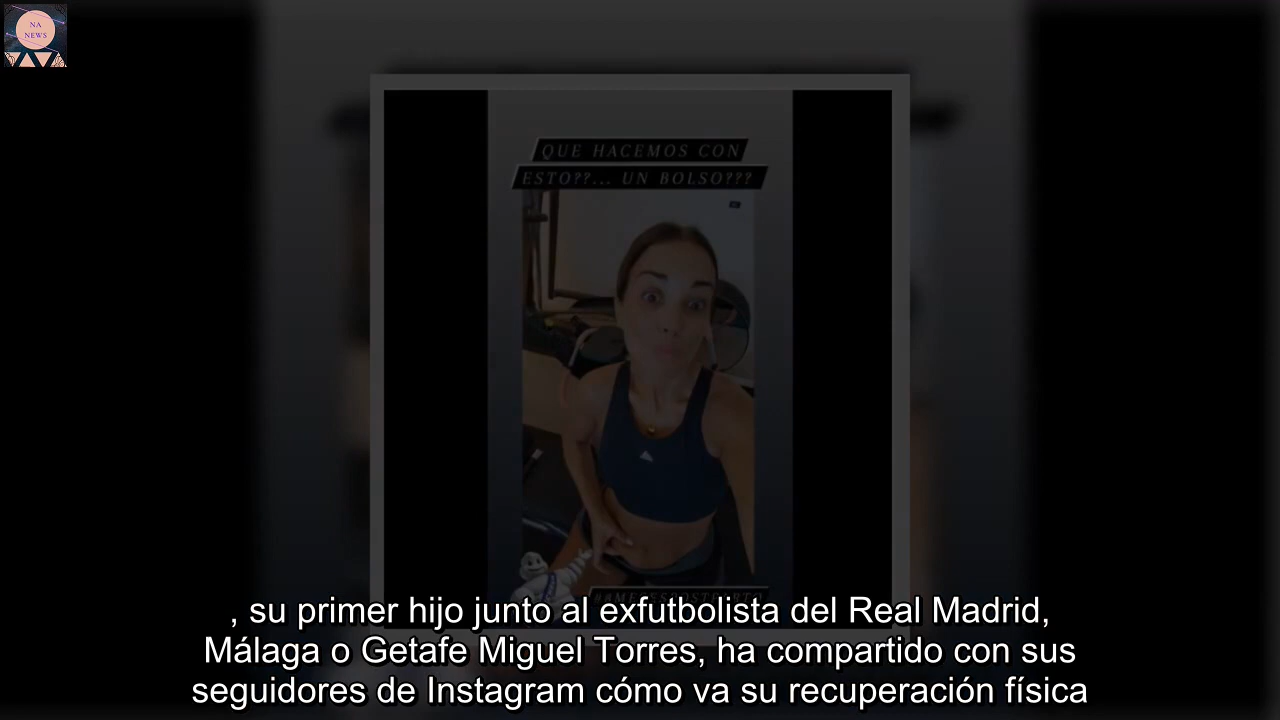 NA
NEWS
QUE HACEMOS CON
ESTO??... UN BOLSO???
, su primer hijo junto al exfutbolista del Real Madrid,
Málaga o Getafe Miguel Torres, ha compartido con sus
seguidores de Instagram cómo va su recuperación física